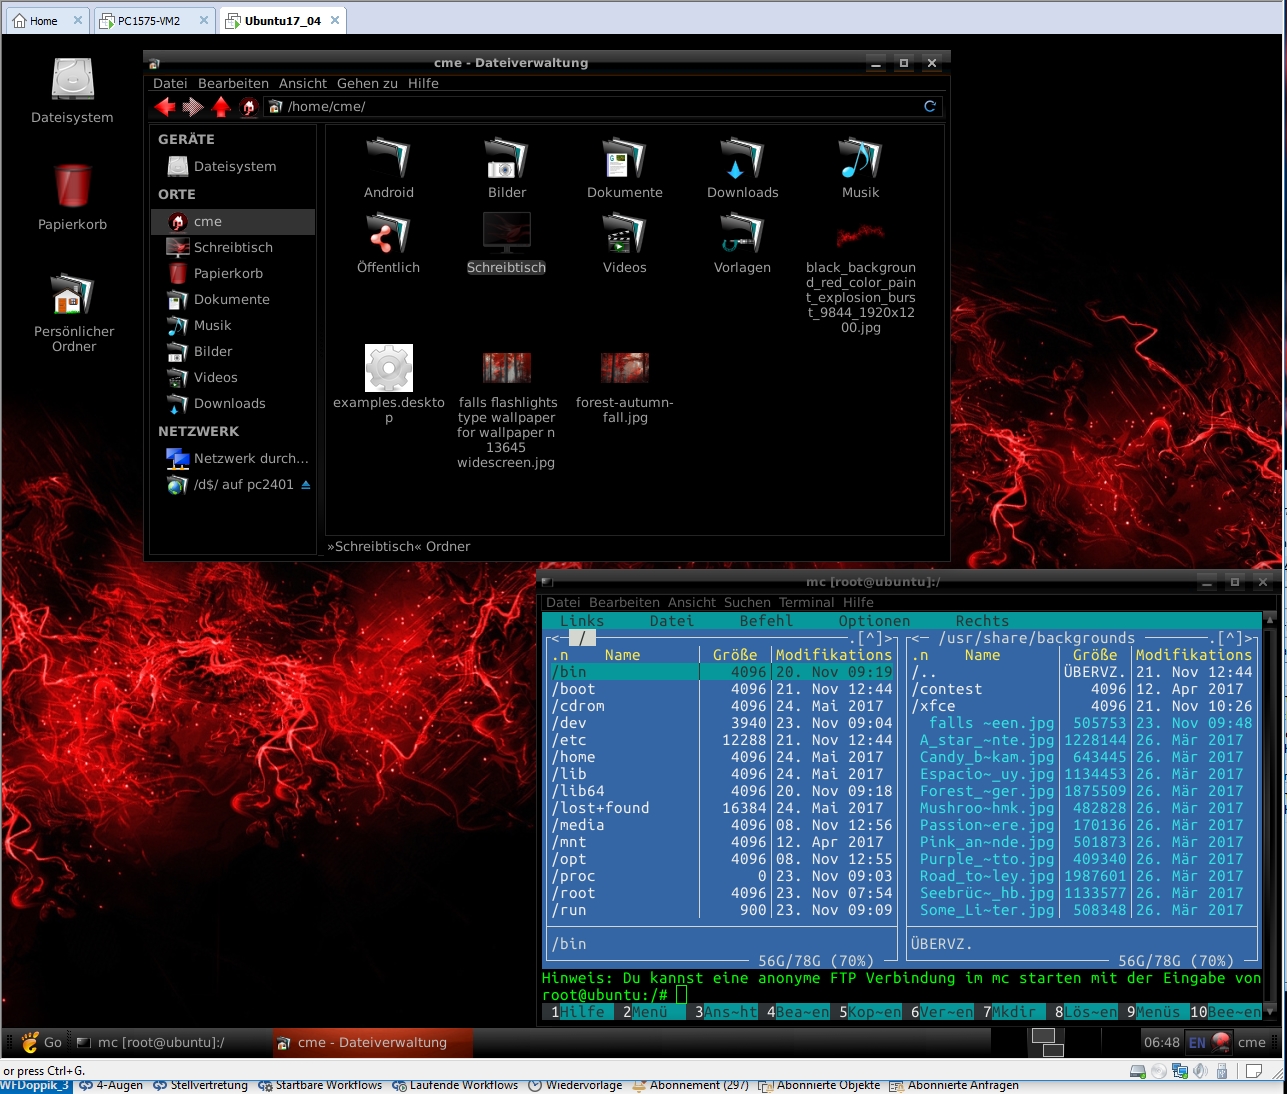 Home
PC1575-VM2
Ubuntu17_04
Dateisystem
Papierkorb
Persönlicher
Ordner
cme - Dateiverwaltung
Datei Bearbeiten Ansicht Gehen zu Hilfe
/home/cme/
GERÄTE
Dateisystem
ORTE
cme
Schreibtisch
Papierkorb
Dokumente
Musik
Bilder
Videos
Downloads
NETZWERK
Netzwerk durch...
/d$/ auf pc2401
Android
Bilder
Dokumente
Downloads
Musik
Öffentlich
Schreibtisch
Videos
Vorlagen
black_backgroun
d_red_color_pain
t_explosion_burs
t_9844_1920x12
00.jpg
examples.deskto
p
falls flashlights
type wallpaper
for wallpaper n
13645
widescreen.jpg
forest-autumn-
fall.jpg
»Schreibtisch« Ordner
mc [root@ubuntu]:/
Datei Bearbeiten Ansicht Suchen Terminal Hilfe
Links Datei Befehl Optionen Rechts
<- / .[^]>
.n Name Größe Modifikations
/bin 4096 20. Nov 09:19
/boot 4096 21. Nov 12:44
/cdrom 4096 24. Mai 2017
/dev 3940 23. Nov 09:04
/etc 12288 21. Nov 12:44
/home 4096 24. Mai 2017
/lib 4096 24. Mai 2017
/lib64 4096 20. Nov 09:18
/lost+found 16384 24. Mai 2017
/media 4096 08. Nov 12:56
/mnt 4096 12. Apr 2017
/opt 4096 08. Nov 12:55
/proc 0 23. Nov 09:03
/root 4096 23. Nov 07:54
/run 900 23. Nov 09:09
/bin
56G/78G (70%)
<- /usr/share/backgrounds .[^]>
.n Name Größe Modifikations
/.. ÜBERVZ. 21. Nov 12:44
/contest 4096 12. Apr 2017
/xfce 4096 21. Nov 10:26
falls ~een.jpg 505753 23. Nov 09:48
A_star_~nte.jpg 1228144 26. Mär 2017
Candy_b~kam.jpg 643445 26. Mär 2017
Espacio~_uy.jpg 1134453 26. Mär 2017
Forest_~ger.jpg 1875509 26. Mär 2017
Mushroo~hmk.jpg 482828 26. Mär 2017
Passion~ere.jpg 170136 26. Mär 2017
Pink_an~nde.jpg 501873 26. Mär 2017
Purple_~tto.jpg 409340 26. Mär 2017
Road_to~ley.jpg 1987601 26. Mär 2017
Seebrüc~_hb.jpg 1133577 26. Mär 2017
Some_Li~ter.jpg 508348 26. Mär 2017
ÜBERVZ.
56G/78G (70%)
Hinweis: Du kannst eine anonyme FTP Verbindung im mc starten mit der Eingabe von
root@ubuntu:/#
1Hilfe 2Menü 3Ans~ht 4Bea~en 5Kop~en 6Ver~en 7Mkdir 8Lös~en 9Menüs 10Bee~en
Go
mc [root@ubuntu]:/
cme - Dateiverwaltung
06:48 EN cme
or press Ctrl+G.
WFDoppik_3 4-Augen Stellvertretung Startbare Workflows Laufende Workflows Wiedervorlage Abonnement (297) Abonnierte Objekte Abonnierte Anfragen